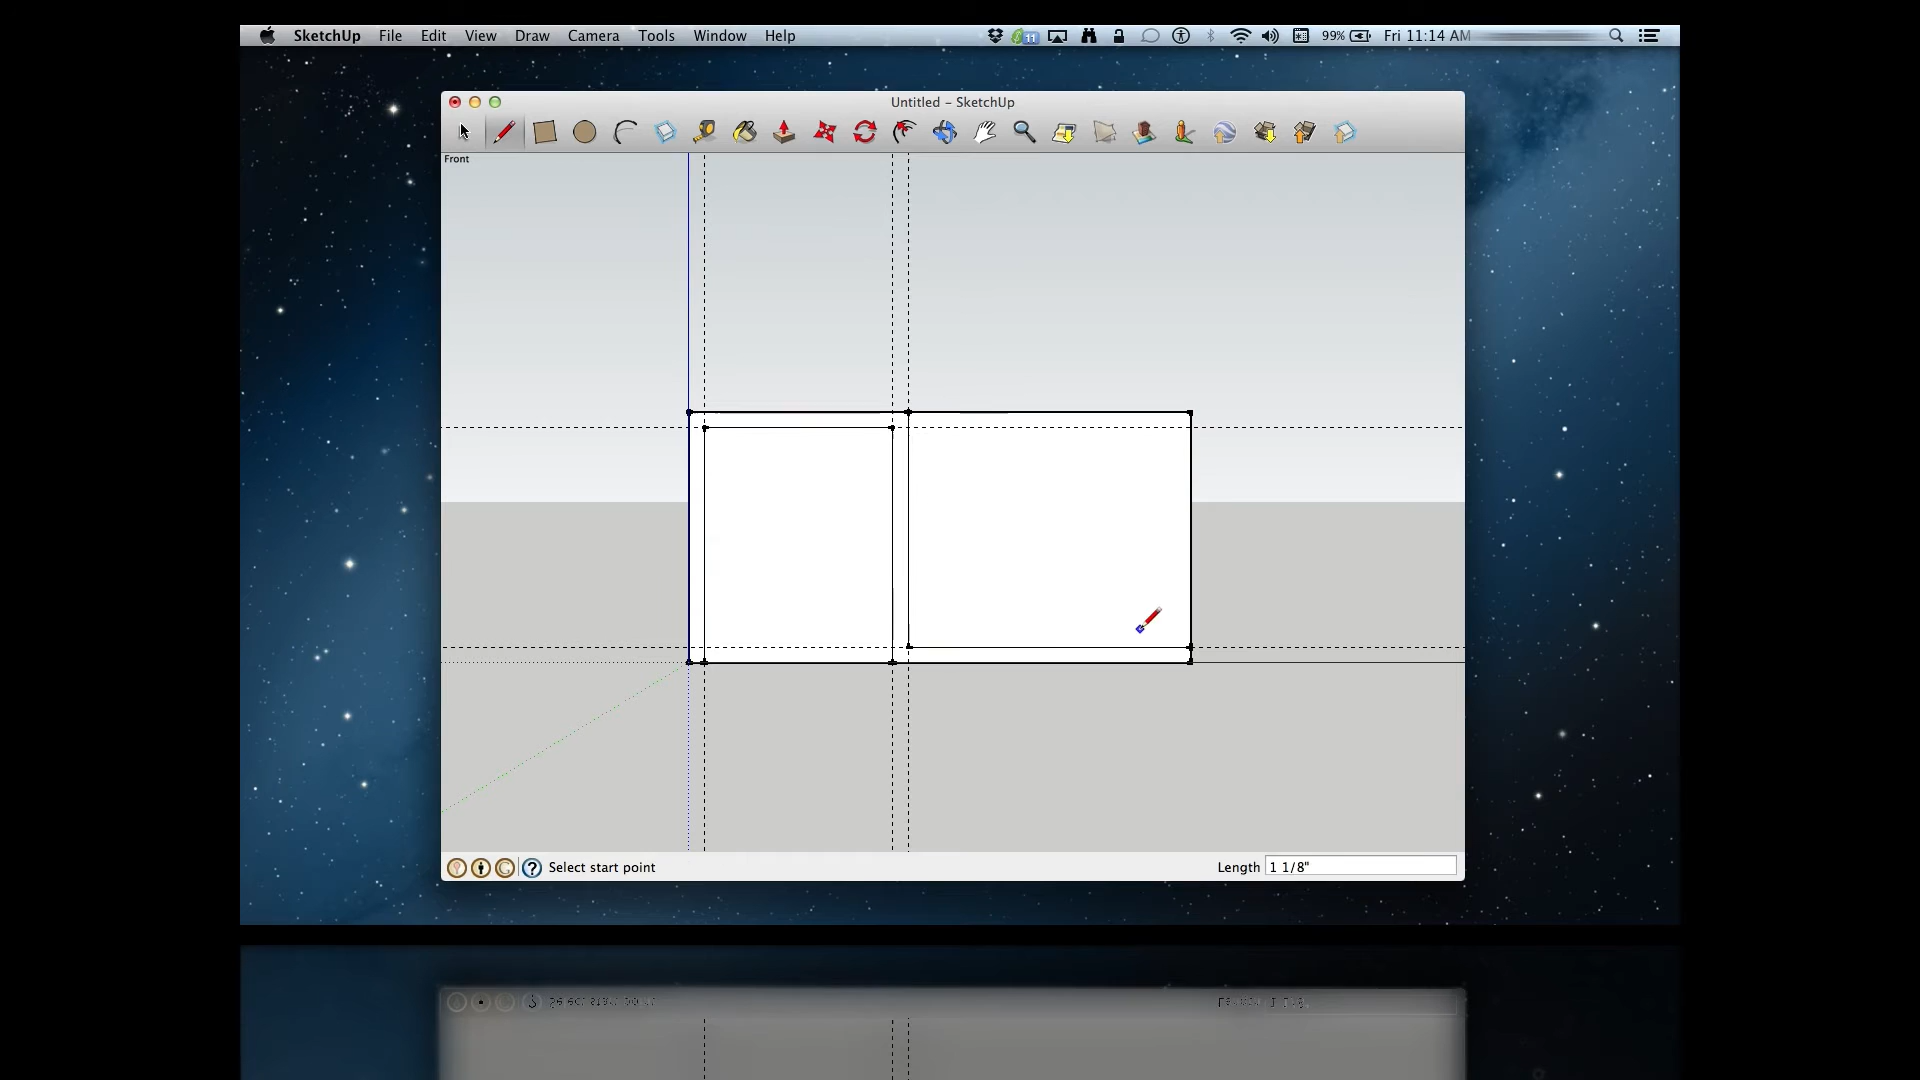 SketchUp File Edit View Draw Camera Tools Window Help 11 99% Fri 11:14 AM
Untitled – SketchUp
Front
Select start point Length 1 1/8"